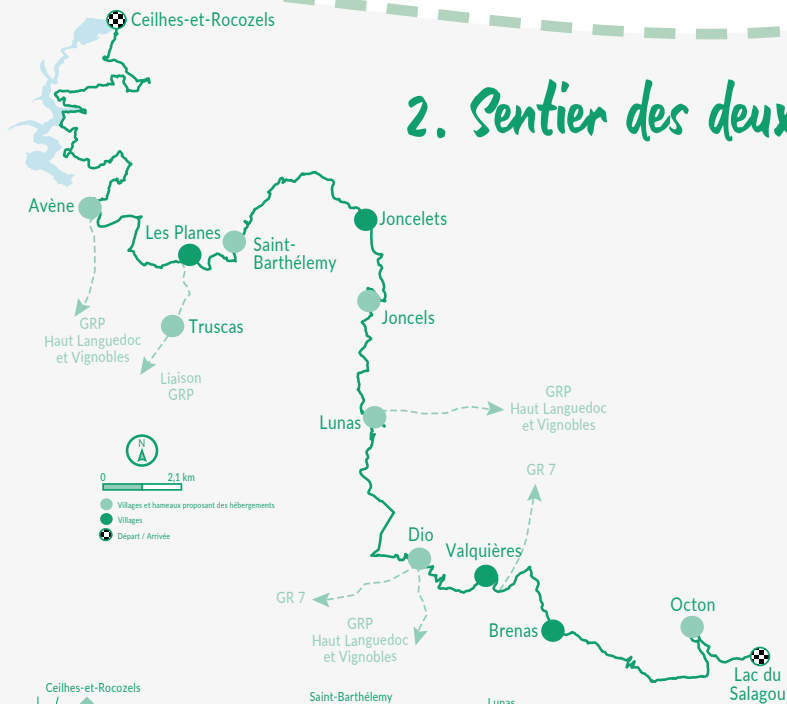 Ceilhes-et-Rocozels
2. Sentier des deux
Avène
Les Planes
Saint-
Barthélemy
Joncelets
Joncels
GRP
Haut Languedoc
et Vignobles
Truscas
Liaison
GRP
Lunas
GRP
Haut Languedoc
et Vignobles
N
0 2,1 km
Villages et hameaux proposant des hébergements
Villages
Départ / Arrivée
GR 7
Dio
Valquières
GR 7
GRP
Haut Languedoc
et Vignobles
Brenas
Octon
Lac du
Salagou
Ceilhes-et-Rocozels
Saint-Barthélemy
Lunas